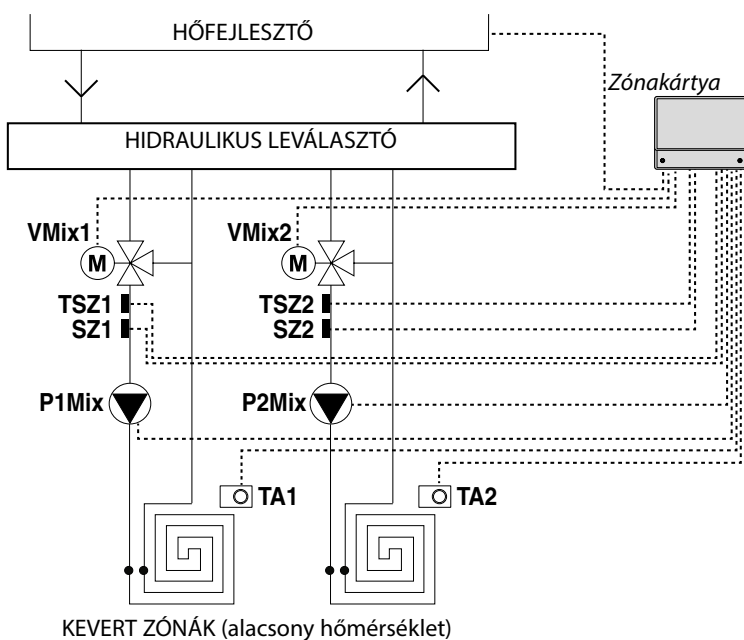 HŐFEJLESZTŐ
Zónakártya
HIDRAULIKUS LEVÁLASZTÓ
VMix1
VMix2
M
M
TSZ1
TSZ2
SZ1
SZ2
P1Mix
P2Mix
TA1
TA2
KEVERT ZÓNÁK (alacsony hőmérséklet)